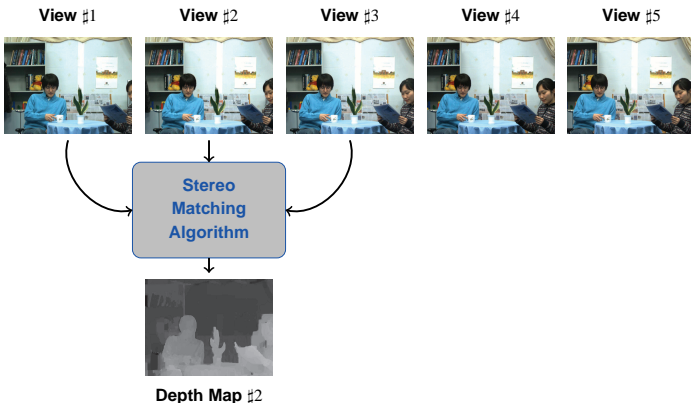 View ♯1
View ♯2
View ♯3
View ♯4
View ♯5
Stereo
Matching
Algorithm
Depth Map ♯2